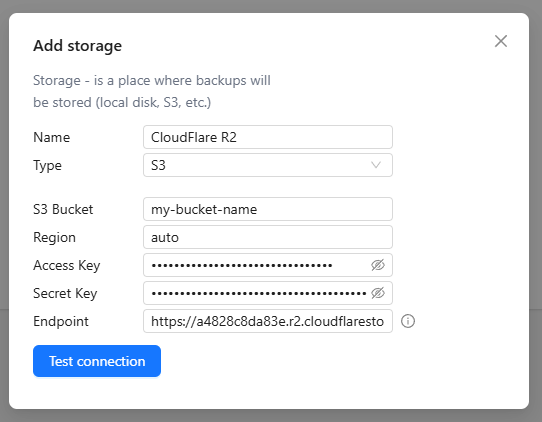 Add storage
Storage - is a place where backups will
be stored (local disk, S3, etc.)
Name CloudFlare R2
Type S3
S3 Bucket my-bucket-name
Region auto
Access Key ••••••••••••••••••••••••••••••••
Secret Key ••••••••••••••••••••••••••••••••••••••
Endpoint https://a4828c8da83e.r2.cloudflaresto
Test connection